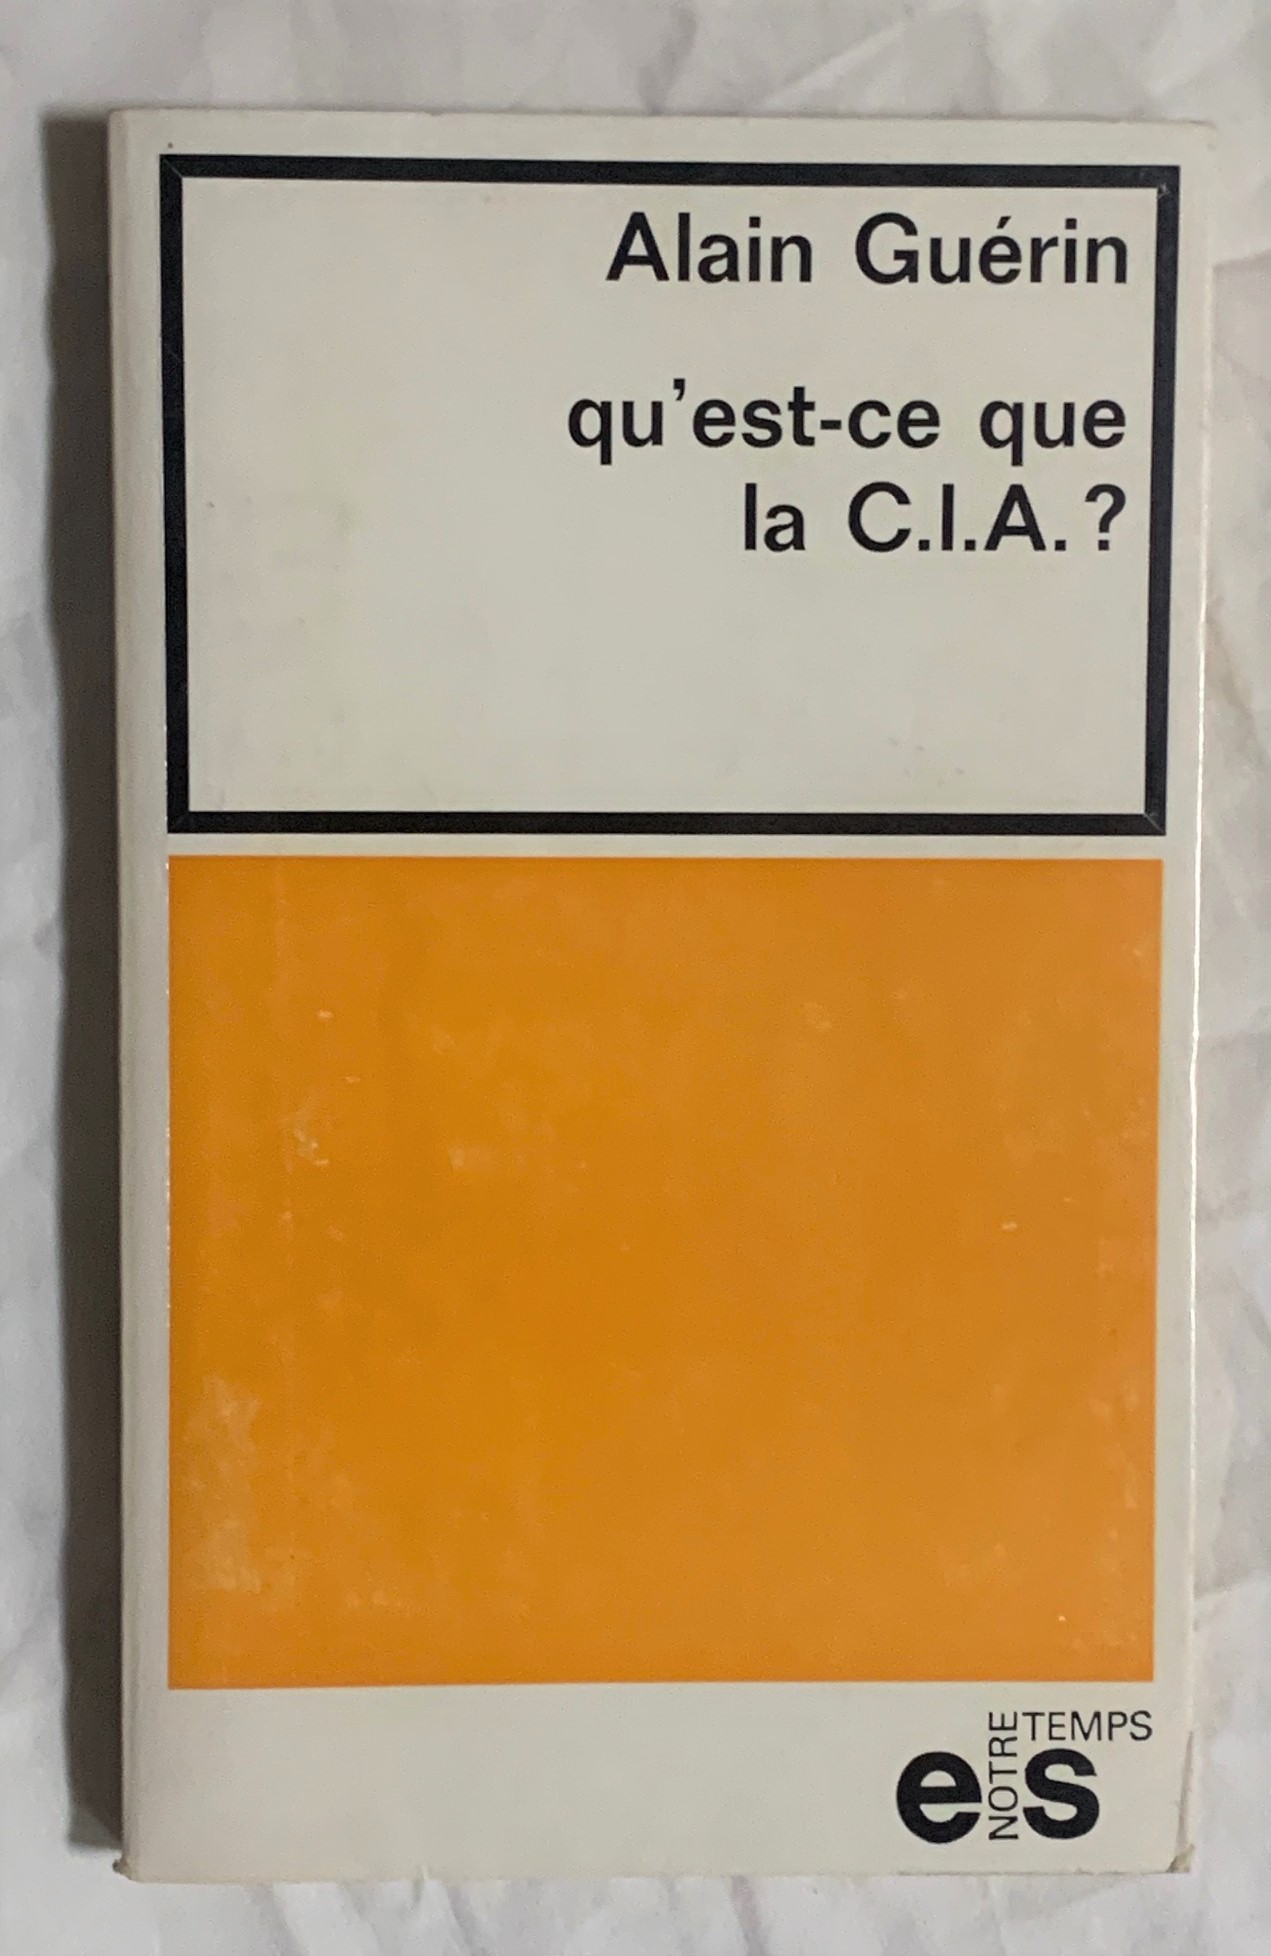 Alain Guérin
qu'est-ce que
la C.I.A. ?
NOTRE TEMPS
es